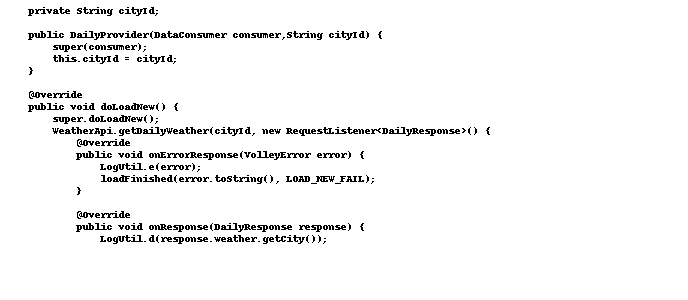 private String cityId;
public DailyProvider(DataConsumer consumer,String cityId) {
super(consumer);
this.cityId = cityId;
}
@Override
public void doLoadNew() {
super.doLoadNew();
WeatherApi.getDailyWeather(cityId, new RequestListener<DailyResponse>() {
@Override
public void onErrorResponse(VolleyError error) {
LogUtil.e(error);
loadFinished(error.toString(), LOAD_NEW_FAIL);
}
@Override
public void onResponse(DailyResponse response) {
LogUtil.d(response.weather.getCity());